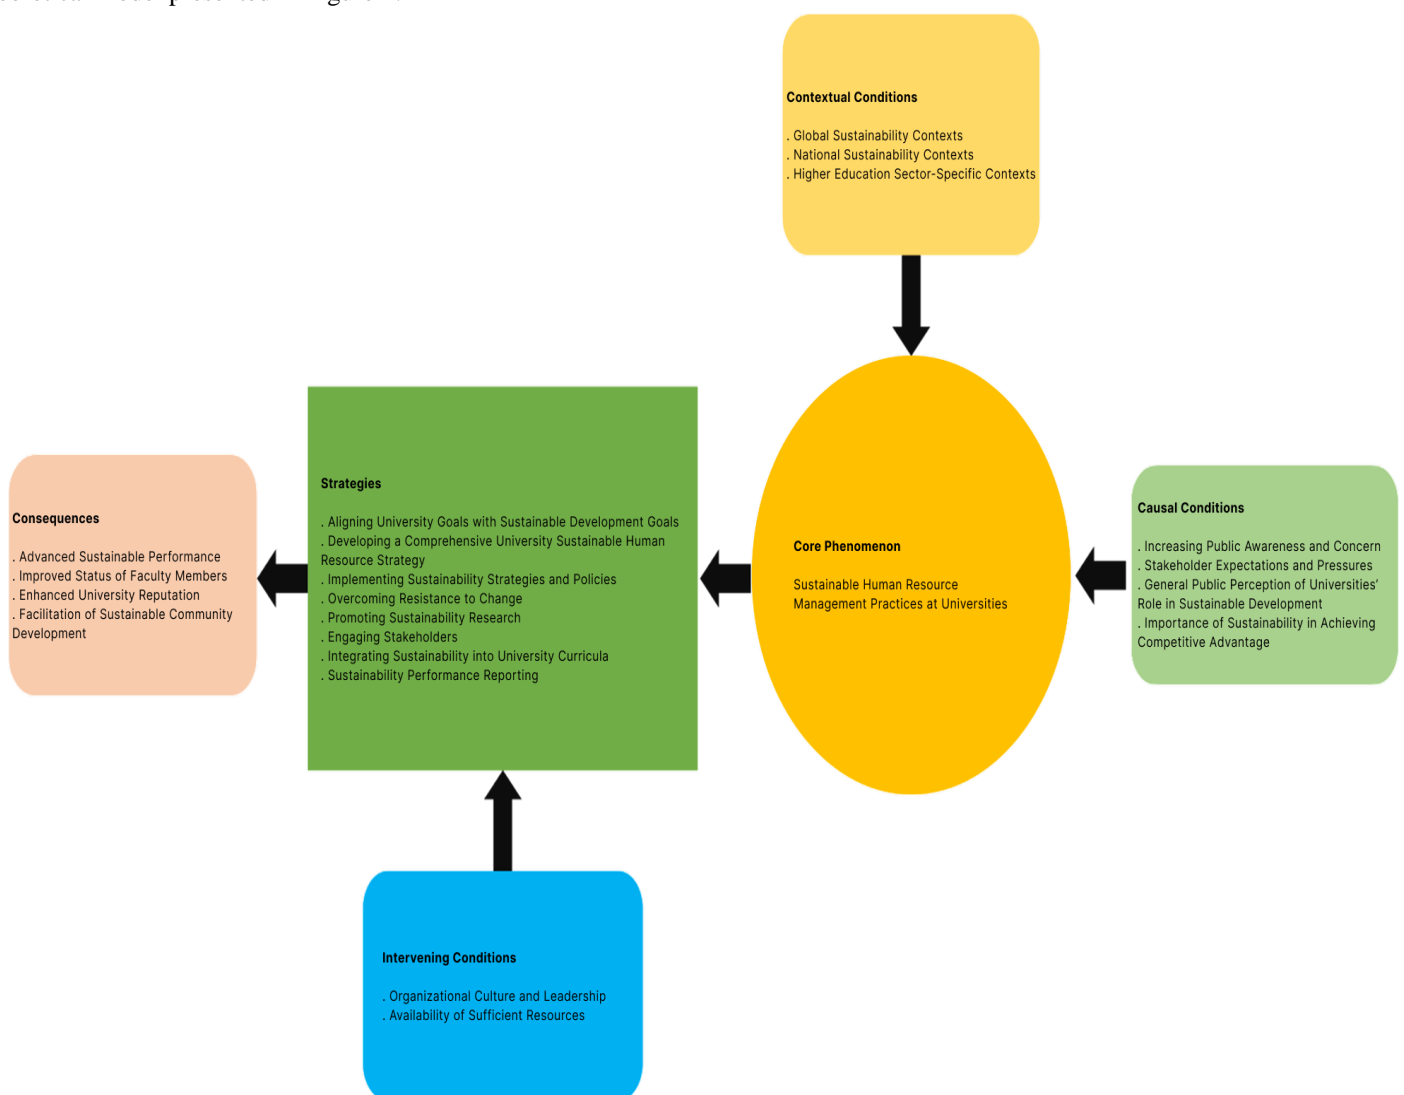 Contextual Conditions
. Global Sustainability Contexts
. National Sustainability Contexts
. Higher Education Sector-Specific Contexts
Consequences
. Advanced Sustainable Performance
. Improved Status of Faculty Members
. Enhanced University Reputation
. Facilitation of Sustainable Community
Development
Strategies
. Aligning University Goals with Sustainable Development Goals
. Developing a Comprehensive University Sustainable Human
Resource Strategy
. Implementing Sustainability Strategies and Policies
. Overcoming Resistance to Change
. Promoting Sustainability Research
. Engaging Stakeholders
. Integrating Sustainability into University Curricula
. Sustainability Performance Reporting
Core Phenomenon
Sustainable Human Resource
Management Practices at Universities
Causal Conditions
. Increasing Public Awareness and Concern
. Stakeholder Expectations and Pressures
. General Public Perception of Universities’
Role in Sustainable Development
. Importance of Sustainability in Achieving
Competitive Advantage
Intervening Conditions
. Organizational Culture and Leadership
. Availability of Sufficient Resources